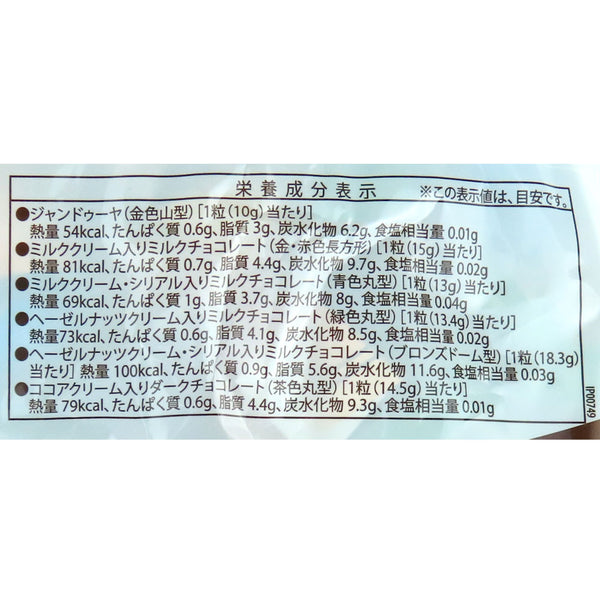 栄養成分表示 ※この表示値は、目安です。
●ジャンドゥーヤ(金色山型) [1粒(10g)当たり]
熱量 54kcal、たんぱく質 0.6g、脂質 3g、炭水化物 6.2g、食塩相当量 0.01g
●ミルククリーム入りミルクチョコレート(金・赤色長方形) [1粒(15g)当たり]
熱量 81kcal、たんぱく質 0.7g、脂質 4.4g、炭水化物 9.7g、食塩相当量 0.02g
●ミルククリーム・シリアル入りミルクチョコレート(青色丸型) [1粒(13g)当たり]
熱量 69kcal、たんぱく質 1g、脂質 3.7g、炭水化物 8g、食塩相当量 0.04g
●ヘーゼルナッツクリーム入りミルクチョコレート(緑色丸型) [1粒(13.4g)当たり]
熱量73kcal、たんぱく質 0.6g、脂質 4.1g、炭水化物 8.5g、食塩相当量 0.02g
●ヘーゼルナッツクリーム・シリアル入りミルクチョコレート(ブロンズドーム型) [1粒(18.3g)
当たり] 熱量 100kcal、たんぱく質 0.9g、脂質 5.6g、炭水化物 11.6g、食塩相当量 0.03g
●ココアクリーム入りダークチョコレート(茶色丸型) [1粒(14.5g)当たり]
熱量 79kcal、たんぱく質 0.6g、脂質 4.4g、炭水化物 9.3g、食塩相当量 0.01g
IP00749